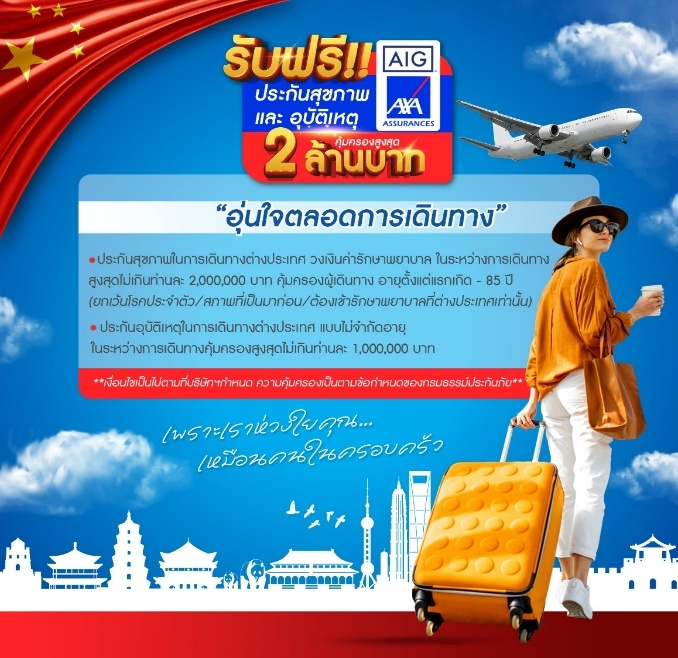 รับฟรี!!
AIG
ประกันสุขภาพ
และ อุบัติเหตุ
AXA
ASSURANCES
คุ้มครองสูงสุด
2 ล้านบาท
“อุ่นใจตลอดการเดินทาง”
•ประกันสุขภาพในการเดินทางต่างประเทศ วงเงินค่ารักษาพยาบาล ในระหว่างการเดินทาง
สูงสุดไม่เกินท่านละ 2,000,000 บาท คุ้มครองผู้เดินทาง อายุตั้งแต่แรกเกิด - 85 ปี
(ยกเว้นโรคประจำตัว/สภาพที่เป็นมาก่อน/ต้องเข้ารักษาพยาบาลที่ต่างประเทศเท่านั้น)
• ประกันอุบัติเหตุในการเดินทางต่างประเทศ แบบไม่จำกัดอายุ
ในระหว่างการเดินทางคุ้มครองสูงสุดไม่เกินท่านละ 1,000,000 บาท
**เงื่อนไขเป็นไปตามที่บริษัทฯกำหนด ความคุ้มครองเป็นตามข้อกำหนดของกรมธรรม์ประกันภัย**
เพราะเราห่วงใยคุณ...
เหมือนคนในครอบครัว